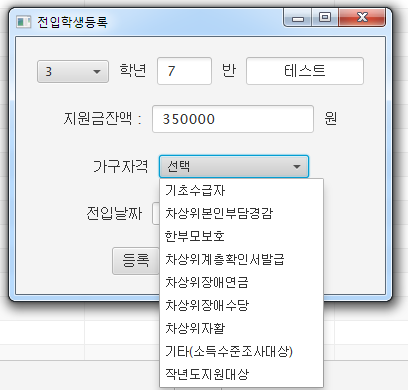 전입학생등록
3 학년 7 반 테스트
지원금잔액 : 350000 원
가구자격 선택
기초수급자
전입날짜 차상위본인부담경감
한부모보호
등록 차상위계층확인서발급
차상위장애연금
차상위장애수당
차상위자활
기타(소득수준조사대상)
작년도지원대상